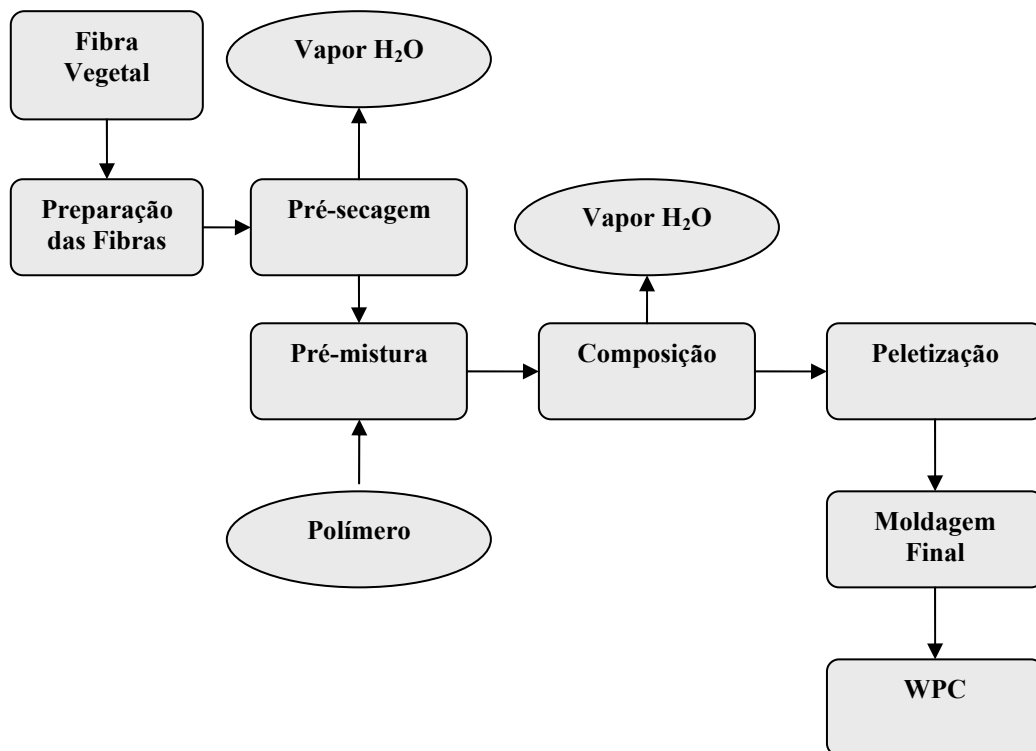 Fibra
Vegetal
Vapor H₂O
Preparação
das Fibras
Pré-secagem
Vapor H₂O
Pré-mistura
Composição
Peletização
Polímero
Moldagem
Final
WPC